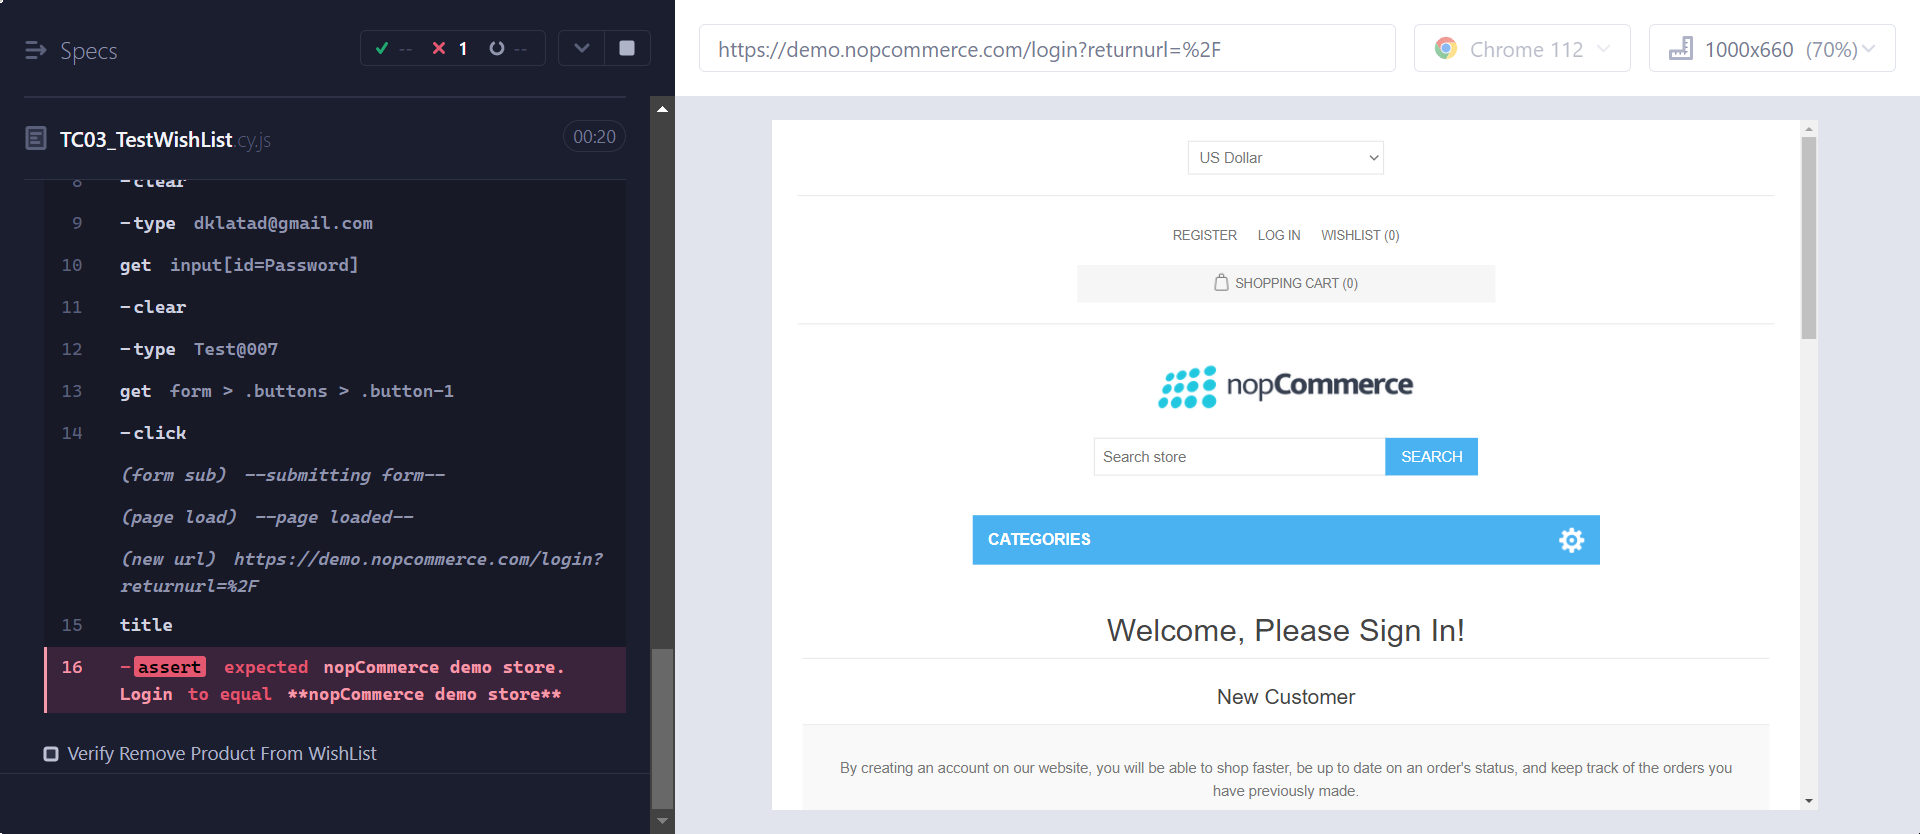 Specs
-- 1 --
TC03_TestWishList.cy.js 00:20
8 -clear
9 -type dklatad@gmail.com
10 get input[id=Password]
11 -clear
12 -type Test@007
13 get form > .buttons > .button-1
14 -click
(form sub) --submitting form--
(page load) --page loaded--
(new url) https://demo.nopcommerce.com/login?
returnurl=%2F
15 title
16 -assert expected nopCommerce demo store.
Login to equal **nopCommerce demo store**
Verify Remove Product From WishList
https://demo.nopcommerce.com/login?returnurl=%2F
Chrome 112
1000x660 (70%)
US Dollar
REGISTER LOG IN WISHLIST (0)
SHOPPING CART (0)
nopCommerce
Search store SEARCH
CATEGORIES
Welcome, Please Sign In!
New Customer
By creating an account on our website, you will be able to shop faster, be up to date on an order's status, and keep track of the orders you
have previously made.